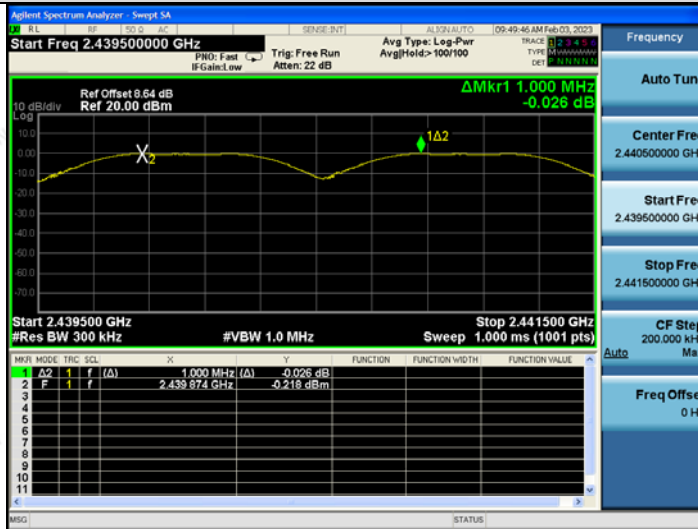 Agilent Spectrum Analyzer - Swept SA
RL RF 50 Ω AC SENSE:INT ALIGN AUTO 09:49:46 AM Feb 03, 2023
Start Freq 2.439500000 GHz
PNO: Fast
IFGain:Low
Trig: Free Run
Atten: 22 dB
Avg Type: Log-Pwr
Avg|Hold:> 100/100
TRACE 1 2 3 4 5 6
TYPE M
DET P N N N N N
Ref Offset 8.64 dB
Ref 20.00 dBm
10 dB/div
Log
ΔMkr1 1.000 MHz
-0.026 dB
10.0
0.00
-10.0
-20.0
-30.0
-40.0
-50.0
-60.0
-70.0
2
1Δ2
Start 2.439500 GHz Stop 2.441500 GHz
#Res BW 300 kHz #VBW 1.0 MHz Sweep 1.000 ms (1001 pts)
MKR MODE TRC SCL X Y FUNCTION FUNCTION WIDTH FUNCTION VALUE
1 Δ2 1 f (Δ) 1.000 MHz (Δ) -0.026 dB
2 F 1 f 2.439 874 GHz -0.218 dBm
3
4
5
6
7
8
9
10
11
MSG STATUS
Frequency
Auto Tun
Center Fre
2.440500000 GH
Start Fre
2.439500000 GH
Stop Fre
2.441500000 GH
CF Step
200.000 kH
Auto Ma
Freq Offse
0 H